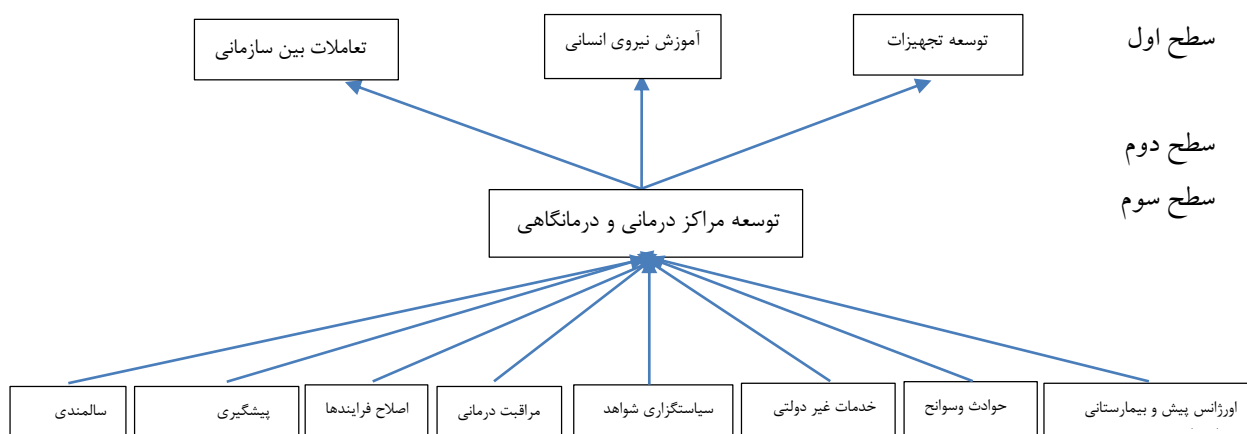 سطح اول
توسعه تجهیزات
آموزش نیروی انسانی
تعاملات بین سازمانی
سطح دوم
سطح سوم
توسعه مراکز درمانی و درمانگاهی
اورژانس پیش و بیمارستانی
حوادث وسوانح
خدمات غیر دولتی
سیاستگزاری شواهد
مراقبت درمانی
اصلاح فرایندها
پیشگیری
سالمندی